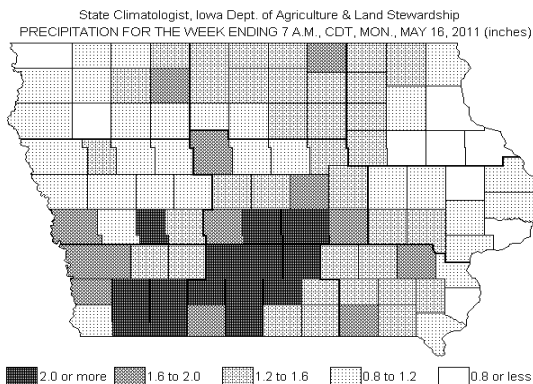 State Climatologist, Iowa Dept. of Agriculture & Land Stewardship
PRECIPITATION FOR THE WEEK ENDING 7 A.M., CDT, MON., MAY 16, 2011 (inches)
2.0 or more 1.6 to 2.0 1.2 to 1.6 0.8 to 1.2 0.8 or less